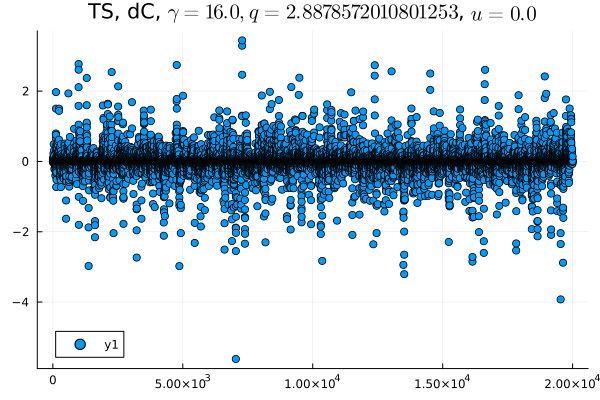 TS, dC, γ = 16.0, q = 2.8878572010801253, u = 0.0
2
0
−2
−4
y1
0 5.00×10³ 1.00×10⁴ 1.50×10⁴ 2.00×10⁴